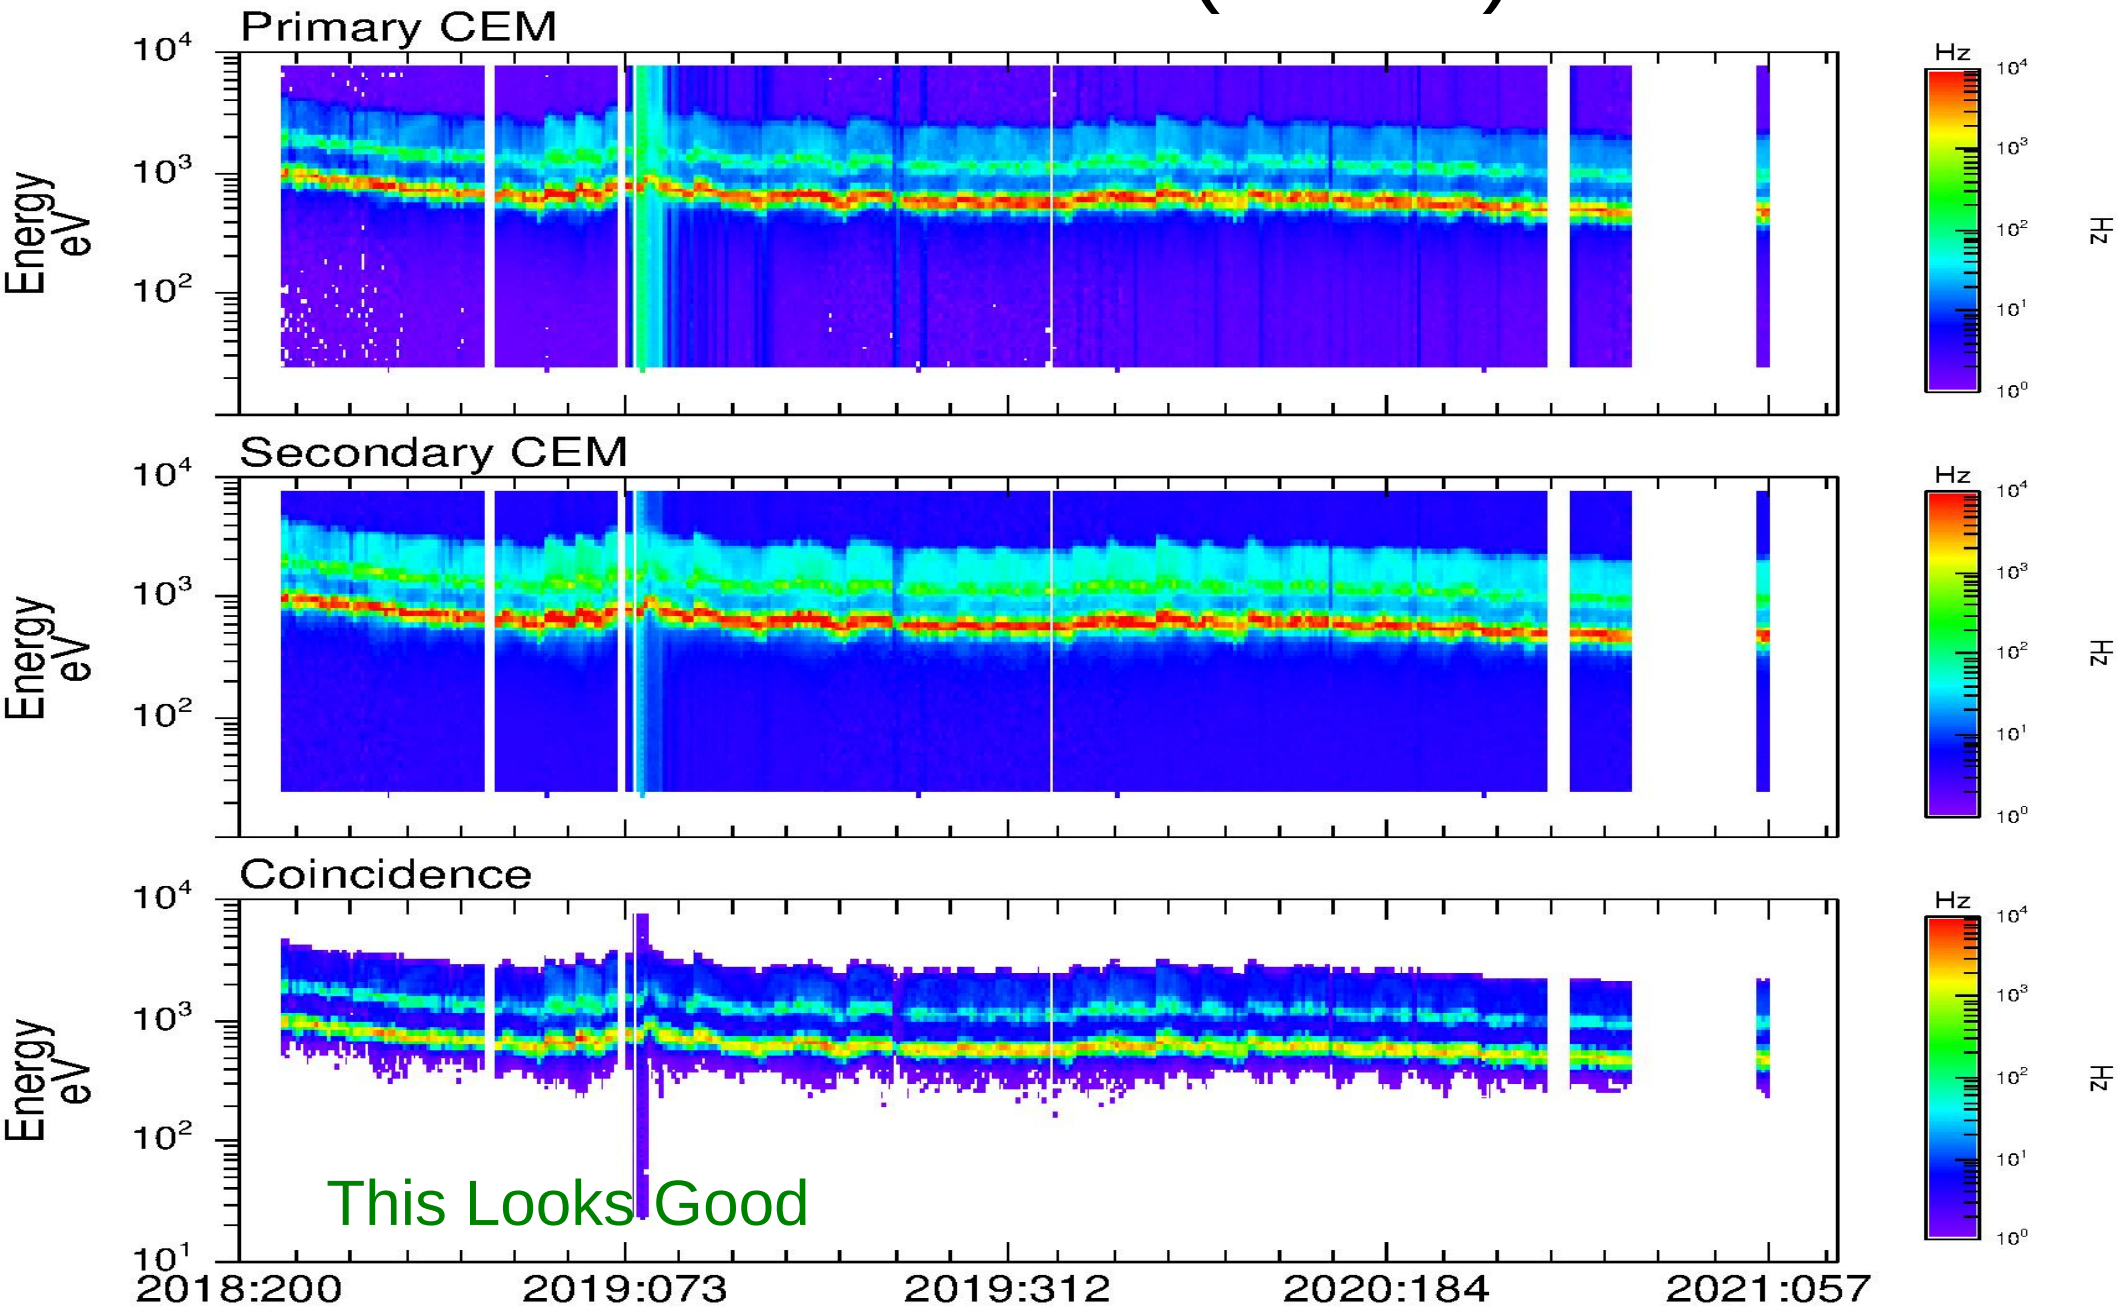 ( )
Primary CEM
10⁴
10³
10²
Energy
eV
Hz
10⁴
10³
10²
10¹
10⁰
Hz
Secondary CEM
10⁴
10³
10²
Energy
eV
Hz
10⁴
10³
10²
10¹
10⁰
Hz
Coincidence
10⁴
10³
10²
10¹
Energy
eV
This Looks Good
Hz
10⁴
10³
10²
10¹
10⁰
Hz
2018:200 2019:073 2019:312 2020:184 2021:057